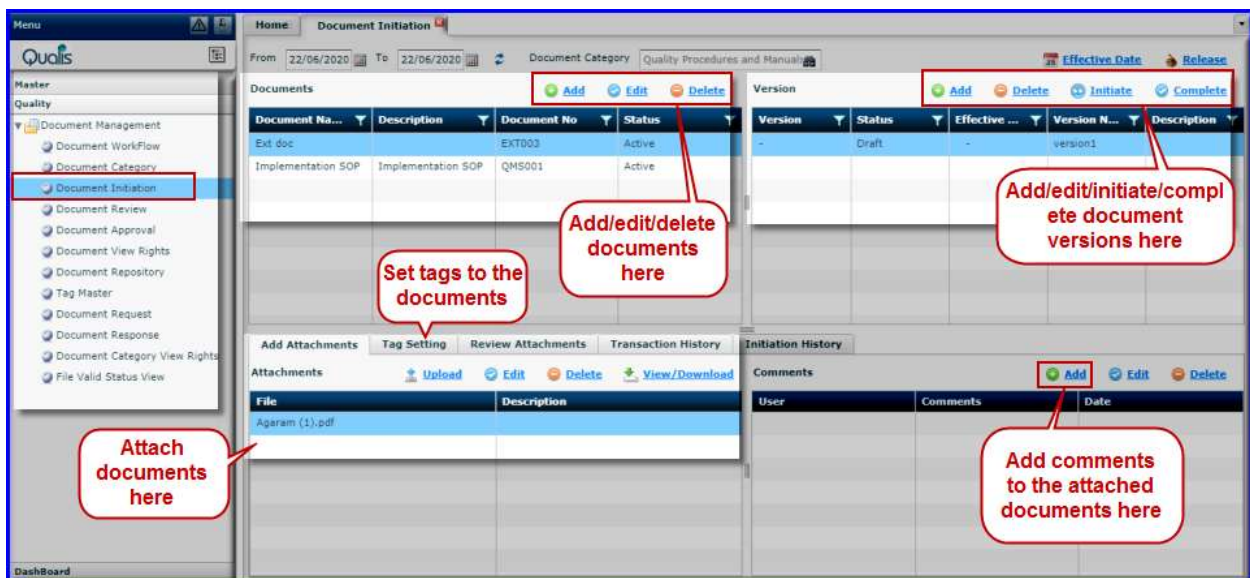 Menu
Home
Document Initiation
Qualis
From 22/06/2020 To 22/06/2020 Document Category Quality Procedures and Manuals
Effective Date Release
Master
Quality
Document Management
Document WorkFlow
Document Category
Document Initiation
Document Review
Document Approval
Document View Rights
Document Repository
Tag Master
Document Request
Document Response
Document Category View Rights
File Valid Status View
DashBoard
Documents Add Edit Delete
Document Na... Description Document No Status
Ext doc EXT003 Active
Implementation SOP Implementation SOP QMS001 Active
Add/edit/delete
documents
here
Version Add Delete Initiate Complete
Version Status Effective ... Version N... Description
- Draft - version1
Add/edit/initiate/compl
ete document
versions here
Set tags to the
documents
Add Attachments Tag Setting Review Attachments Transaction History Initiation History
Attachments Upload Edit Delete View/Download
File Description
Agaram (1).pdf
Attach
documents
here
Comments Add Edit Delete
User Comments Date
Add comments
to the attached
documents here